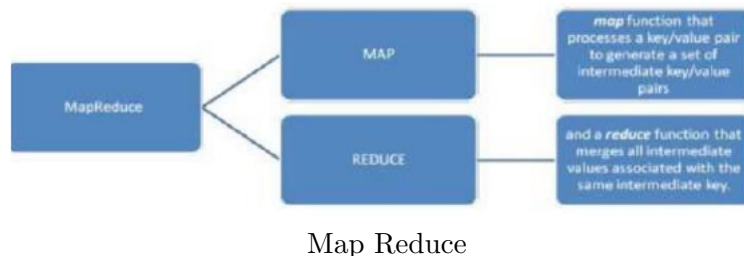 MapReduce
MAP
map function that
processes a key/value pair
to generate a set of
intermediate key/value
pairs
REDUCE
and a reduce function that
merges all intermediate
values associated with the
same intermediate key.
Map Reduce